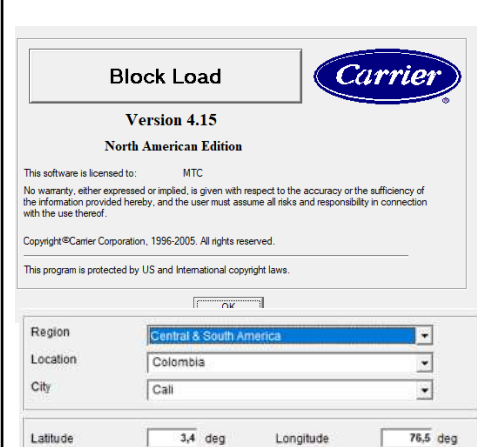 Block Load
Carrier
Version 4.15
North American Edition
This software is licensed to: MTC
No warranty, either expressed or implied, is given with respect to the accuracy or the sufficiency of
the information provided hereby, and the user must assume all risks and responsibility in connection
with the use thereof.
Copyright©Carrier Corporation, 1996-2005. All rights reserved.
This program is protected by US and International copyright laws.
OK
Region Central & South America
Location Colombia
City Cali
Latitude 3,4 deg Longitude 76,5 deg